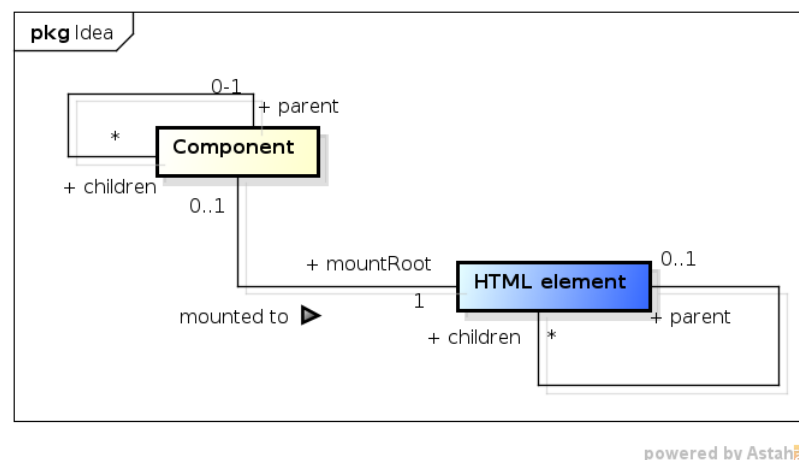 pkg Idea
0-1
+ parent
*
Component
+ children
0..1
0..1
+ mountRoot
HTML element
1
mounted to
+ parent
+ children
*
powered by Astah